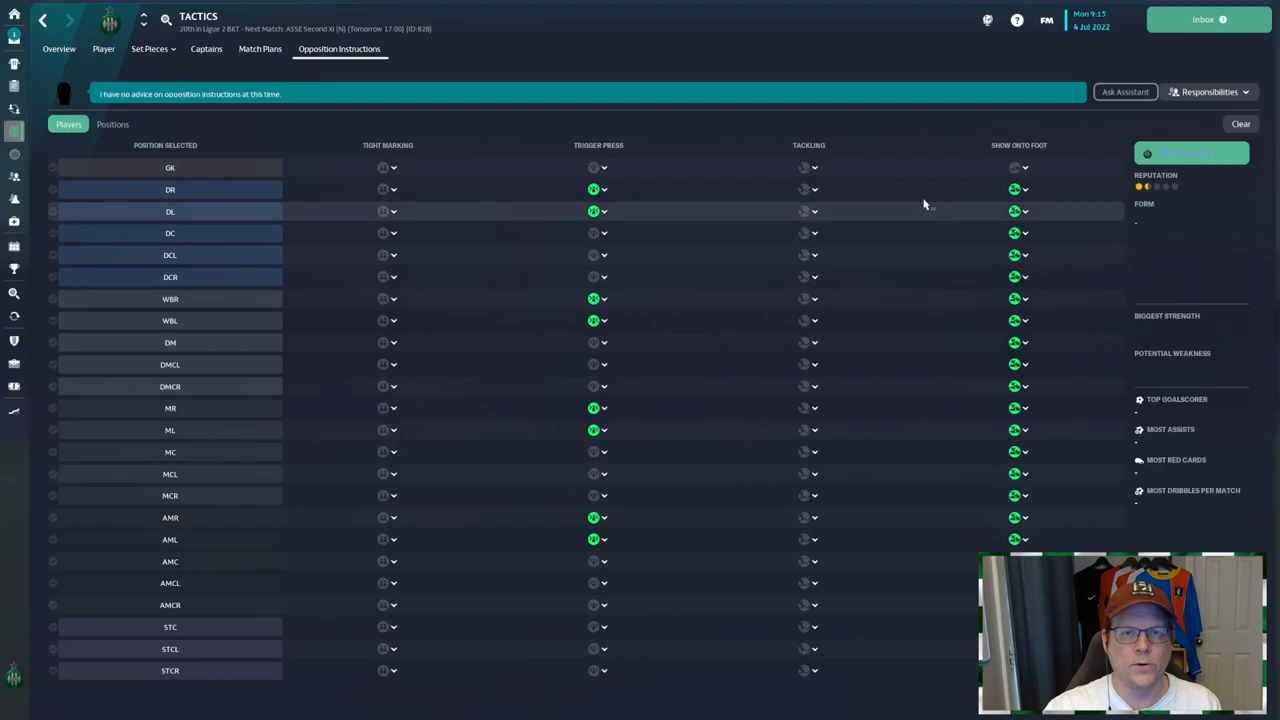 TACTICS
20th in Ligue 2 BKT - Next Match: ASSE Second XI (N) (Tomorrow 17:00) (ID:828)
FM
Mon 9:15
4 Jul 2022
Inbox
1
Overview
Player
Set Pieces
Captains
Match Plans
Opposition Instructions
I have no advice on opposition instructions at this time.
Ask Assistant
Responsibilities
Players
Positions
Clear
POSITION SELECTED
TIGHT MARKING
TRIGGER PRESS
TACKLING
SHOW ONTO FOOT
GK
DR
DL
DC
DCL
DCR
WBR
WBL
DM
DMCL
DMCR
MR
ML
MC
MCL
MCR
AMR
AML
AMC
AMCL
AMCR
STC
STCL
STCR
REPUTATION
FORM
-
BIGGEST STRENGTH
POTENTIAL WEAKNESS
TOP GOALSCORER
-
MOST ASSISTS
-
MOST RED CARDS
-
MOST DRIBBLES PER MATCH
-